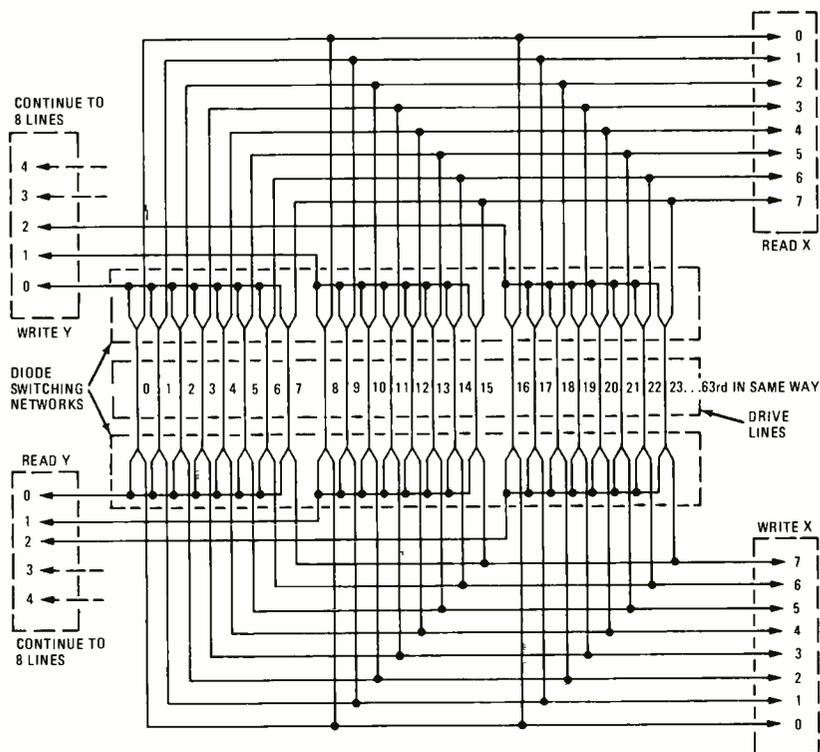 0
1
2
3
4
5
6
7
READ X
CONTINUE TO
8 LINES
4
3
2
1
0
WRITE Y
DIODE
SWITCHING
NETWORKS
0 1 2 3 4 5 6 7 8 9 10 11 12 13 14 15 16 17 18 19 20 21 22 23...63rd IN SAME WAY
DRIVE
LINES
READ Y
0
1
2
3
4
CONTINUE TO
8 LINES
WRITE X
7
6
5
4
3
2
1
0